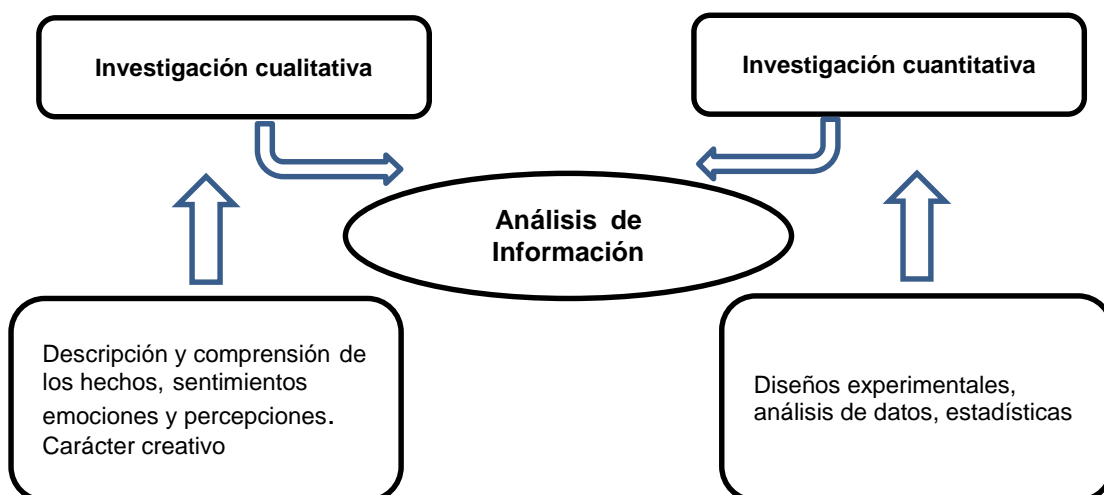 Investigación cualitativa
Investigación cuantitativa
Análisis de
Información
Descripción y comprensión de
los hechos, sentimientos
emociones y percepciones.
Carácter creativo
Diseños experimentales,
análisis de datos, estadísticas